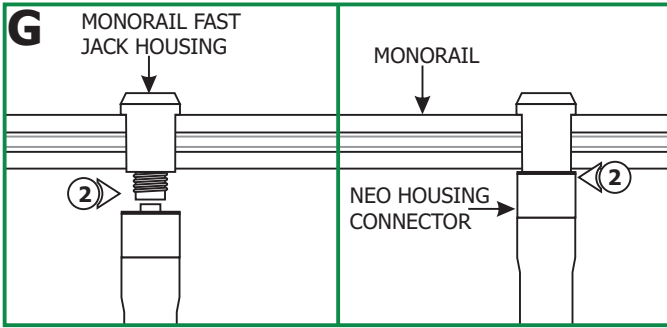 G
MONORAIL FAST
JACK HOUSING
2
MONORAIL
2
NEO HOUSING
CONNECTOR